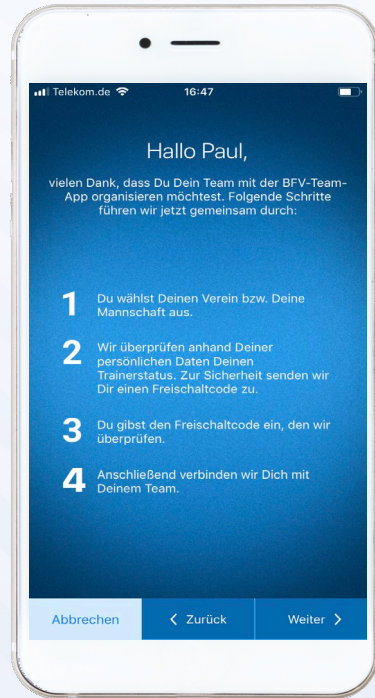 Telekom.de 16:47
Hallo Paul,
vielen Dank, dass Du Dein Team mit der BFV-Team-
App organisieren möchtest. Folgende Schritte
führen wir jetzt gemeinsam durch:
1 Du wählst Deinen Verein bzw. Deine
Mannschaft aus.
2 Wir überprüfen anhand Deiner
persönlichen Daten Deinen
Trainerstatus. Zur Sicherheit senden wir
Dir einen Freischaltcode zu.
3 Du gibst den Freischaltcode ein, den wir
überprüfen.
4 Anschließend verbinden wir Dich mit
Deinem Team.
Abbrechen < Zurück Weiter >